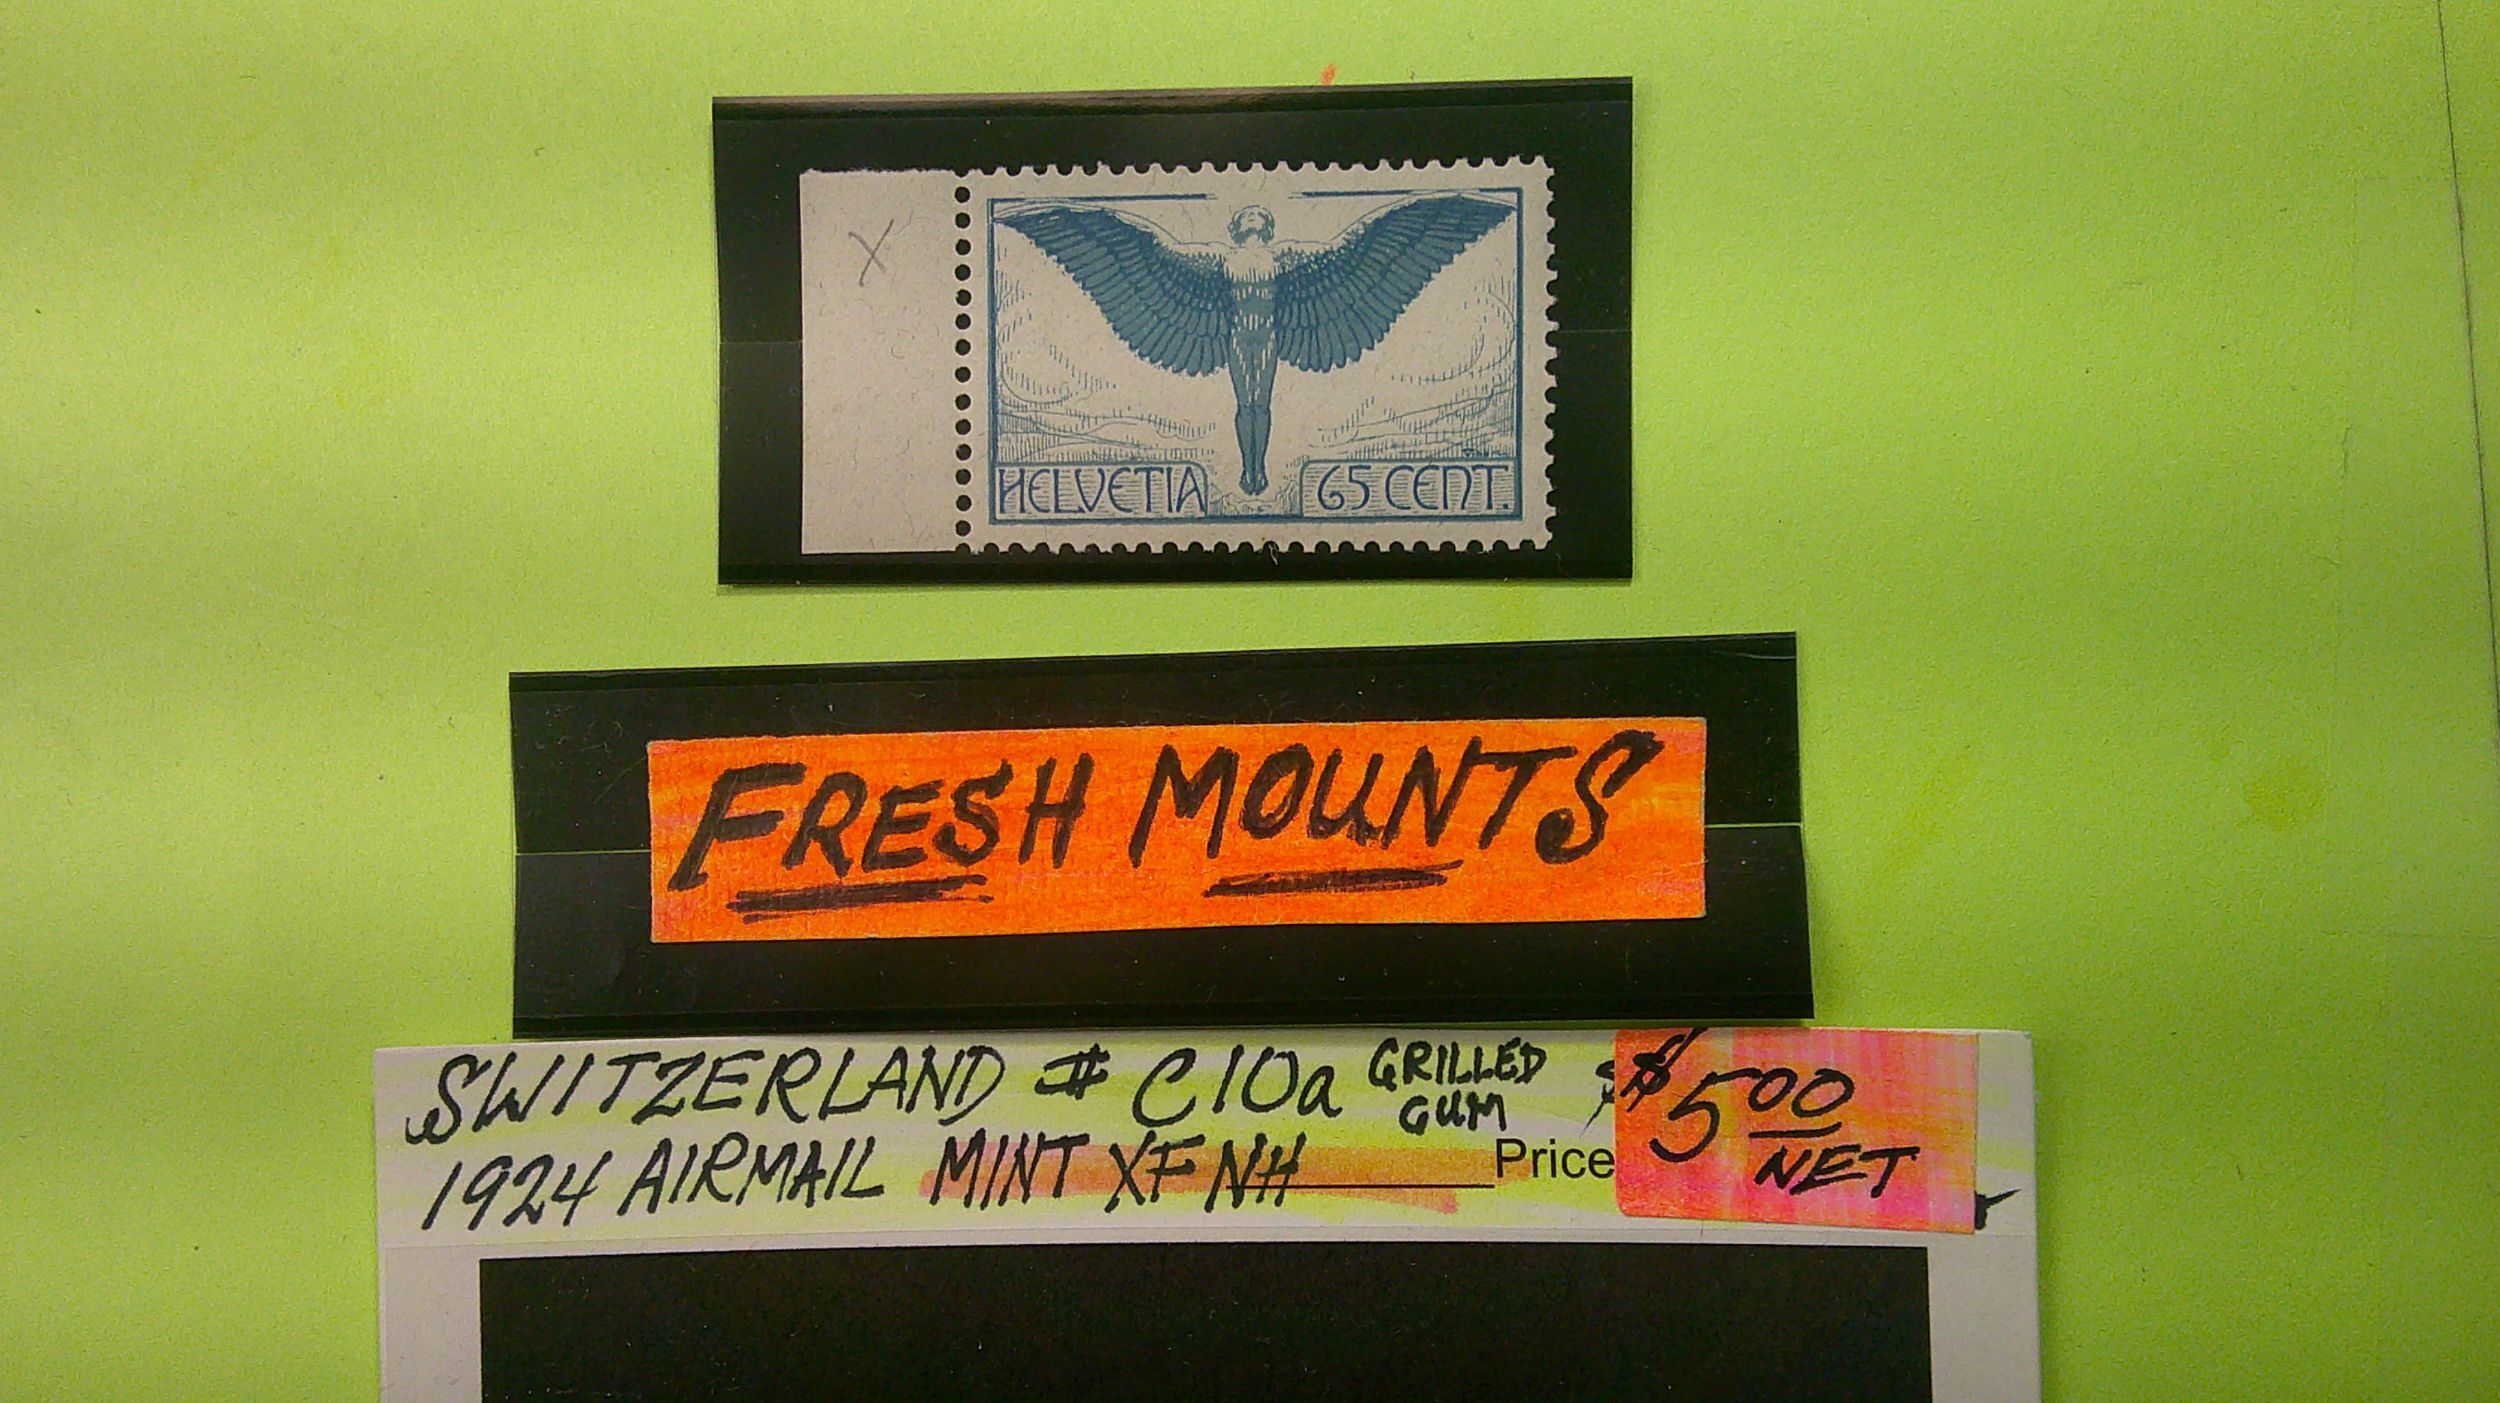 X
HELVETIA 65 CENT.
FRESH MOUNTS
SWITZERLAND # C10a GRILLED GUM
1924 AIRMAIL MINT XF NH Price
$5.00
NET